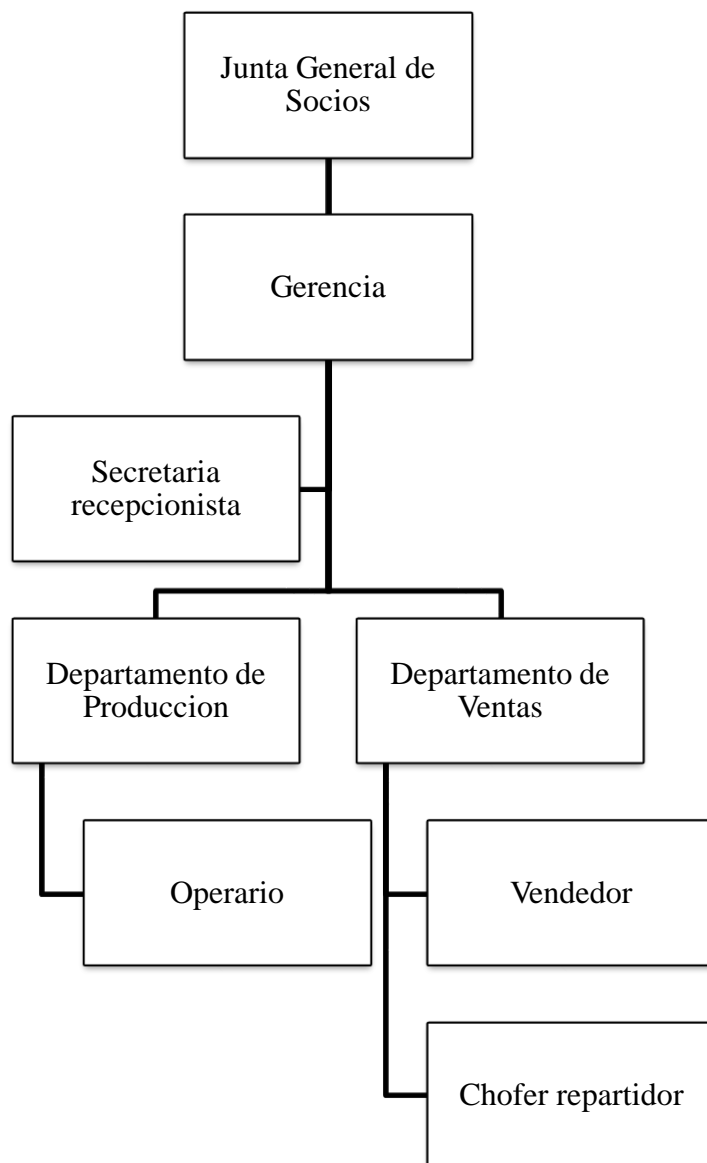 Junta General de
Socios
Gerencia
Secretaria
recepcionista
Departamento de
Produccion
Departamento de
Ventas
Operario
Vendedor
Chofer repartidor